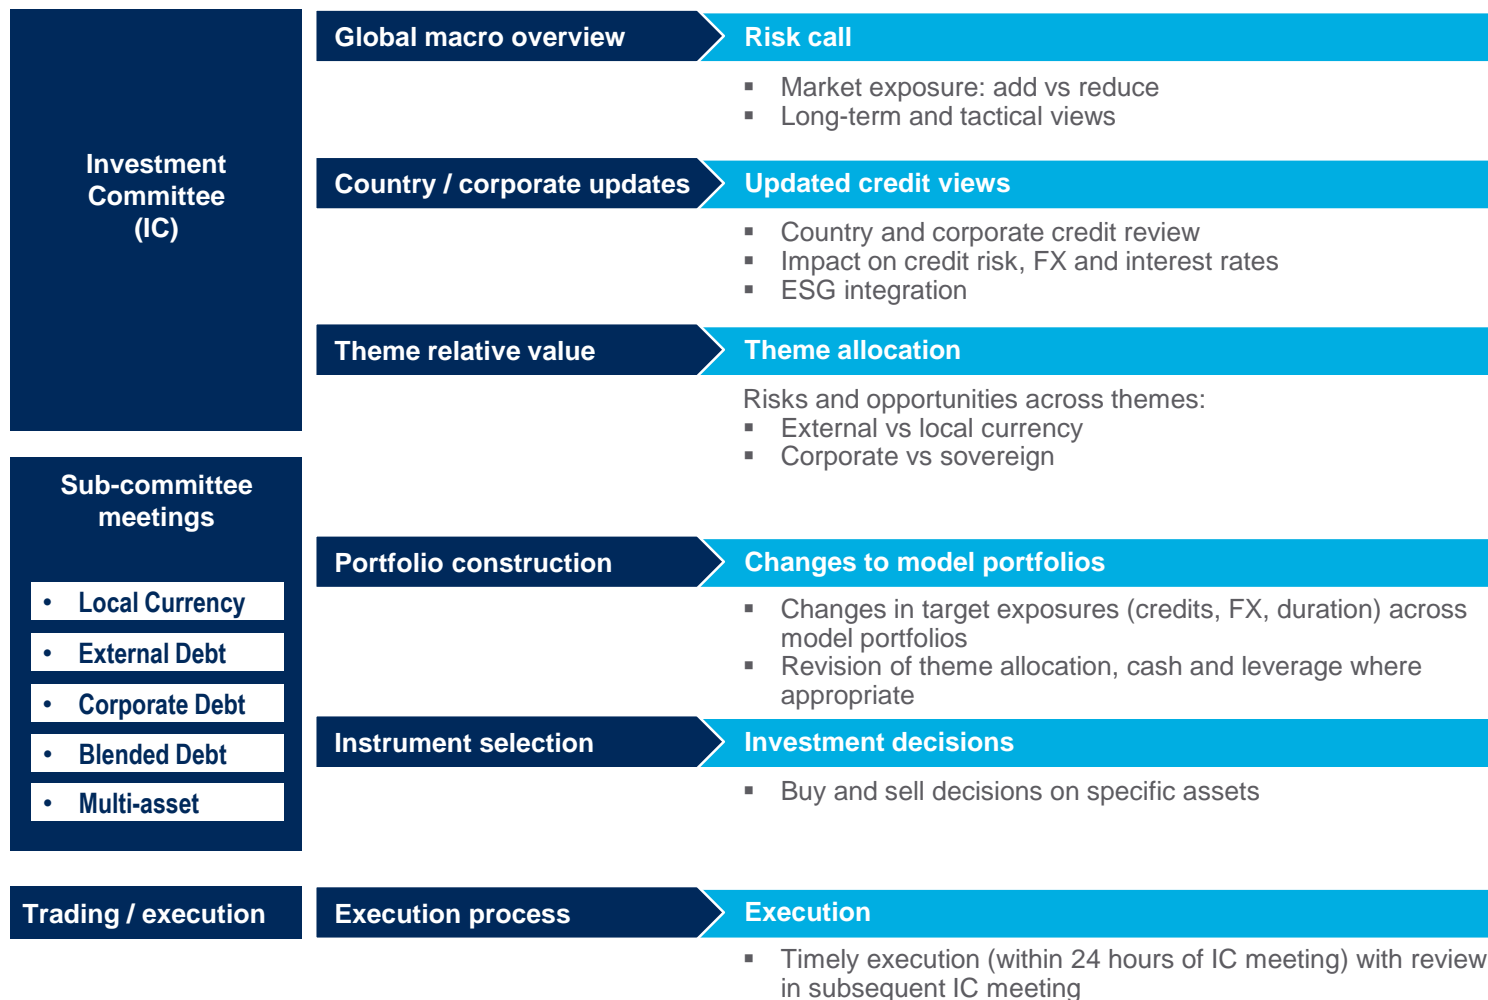 Investment
Committee
(IC)
Global macro overview
Risk call
▪ Market exposure: add vs reduce
▪ Long-term and tactical views
Country / corporate updates
Updated credit views
▪ Country and corporate credit review
▪ Impact on credit risk, FX and interest rates
▪ ESG integration
Theme relative value
Theme allocation
Risks and opportunities across themes:
▪ External vs local currency
▪ Corporate vs sovereign
Sub-committee
meetings
• Local Currency
• External Debt
• Corporate Debt
• Blended Debt
• Multi-asset
Portfolio construction
Changes to model portfolios
▪ Changes in target exposures (credits, FX, duration) across
model portfolios
▪ Revision of theme allocation, cash and leverage where
appropriate
Instrument selection
Investment decisions
▪ Buy and sell decisions on specific assets
Trading / execution
Execution process
Execution
▪ Timely execution (within 24 hours of IC meeting) with review
in subsequent IC meeting